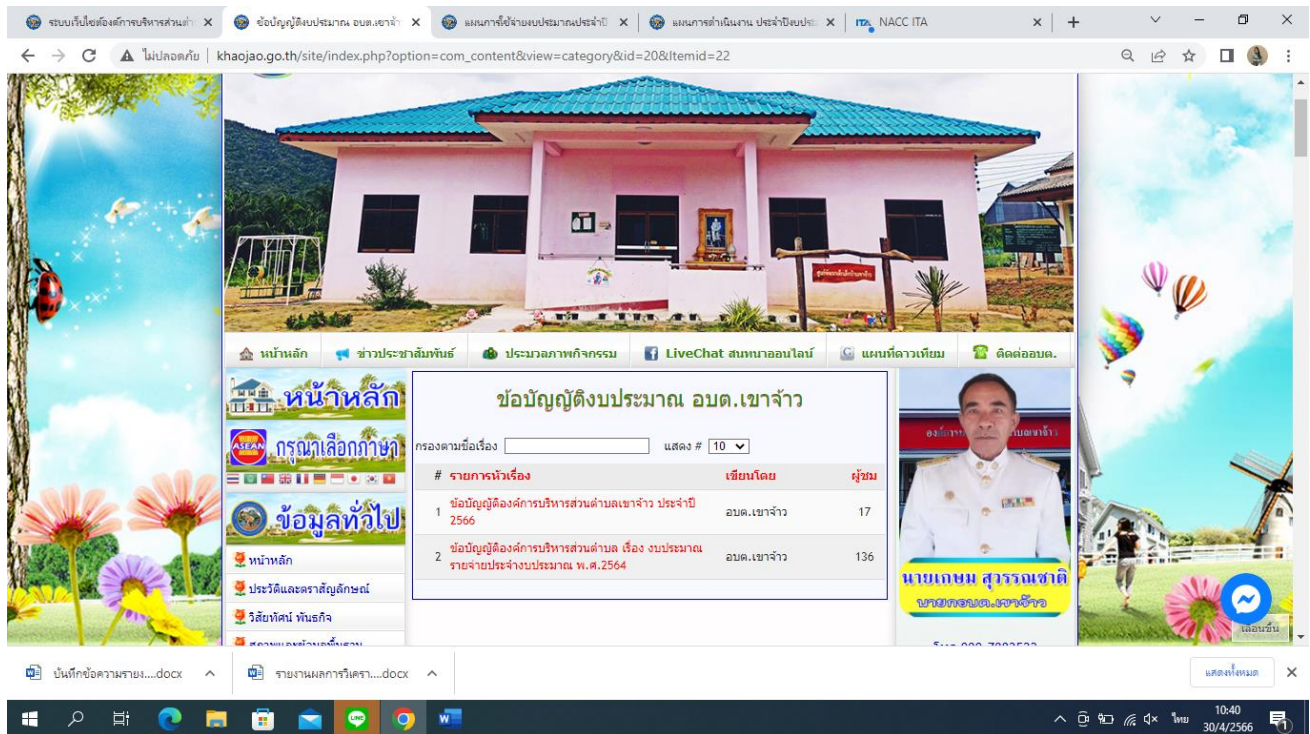 ระบบเว็บไซต์องค์การบริหารส่วนตำ
ข้อบัญญัติงบประมาณ อบต.เขาจ้า
แผนการใช้จ่ายงบประมาณประจำปี
แผนการดำเนินงาน ประจำปีงบประ
NACC ITA
ไม่ปลอดภัย
khaojao.go.th/site/index.php?option=com_content&view=category&id=20&Itemid=22
หน้าหลัก
ข่าวประชาสัมพันธ์
ประมวลภาพกิจกรรม
LiveChat สนทนาออนไลน์
แผนที่ดาวเทียม
ติดต่ออบต.
หน้าหลัก
ASEAN กรุณาเลือกภาษา
ข้อมูลทั่วไป
หน้าหลัก
ประวัติและตราสัญลักษณ์
วิสัยทัศน์ พันธกิจ
ข้อบัญญัติงบประมาณ อบต.เขาจ้าว
กรองตามชื่อเรื่อง แสดง # 10
# รายการหัวเรื่อง เขียนโดย ผู้ชม
1 ข้อบัญญัติองค์การบริหารส่วนตำบลเขาจ้าว ประจำปี
2566 อบต.เขาจ้าว 17
2 ข้อบัญญัติองค์การบริหารส่วนตำบล เรื่อง งบประมาณ
รายจ่ายประจำงบประมาณ พ.ศ.2564 อบต.เขาจ้าว 136
นายเกษม สุวรรณชาติ
นายกอบต.เขาจ้าว
เลื่อนขึ้น
บันทึกข้อความรายง....docx
รายงานผลการวิเครา....docx
แสดงทั้งหมด
ไทย
10:40
30/4/2566